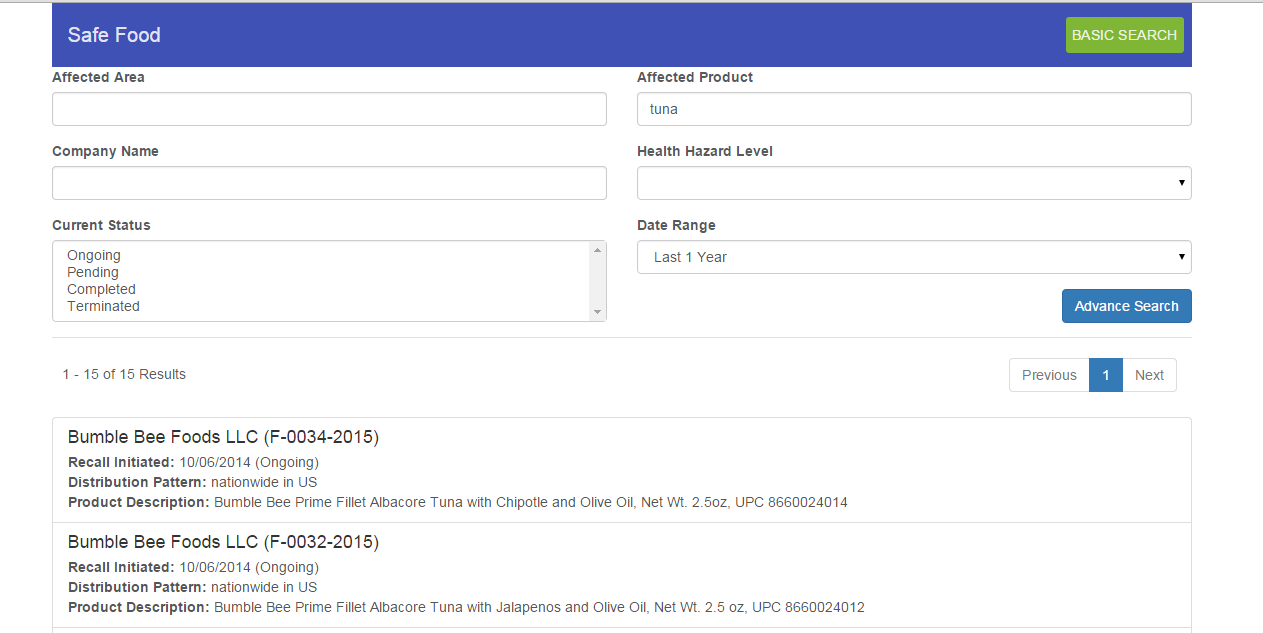 Safe Food
BASIC SEARCH
Affected Area
Affected Product
tuna
Company Name
Health Hazard Level
Current Status
Date Range
Ongoing
Pending
Completed
Terminated
Last 1 Year
Advance Search
1 - 15 of 15 Results
Previous 1 Next
Bumble Bee Foods LLC (F-0034-2015)
Recall Initiated: 10/06/2014 (Ongoing)
Distribution Pattern: nationwide in US
Product Description: Bumble Bee Prime Fillet Albacore Tuna with Chipotle and Olive Oil, Net Wt. 2.5oz, UPC 8660024014
Bumble Bee Foods LLC (F-0032-2015)
Recall Initiated: 10/06/2014 (Ongoing)
Distribution Pattern: nationwide in US
Product Description: Bumble Bee Prime Fillet Albacore Tuna with Jalapenos and Olive Oil, Net Wt. 2.5 oz, UPC 8660024012